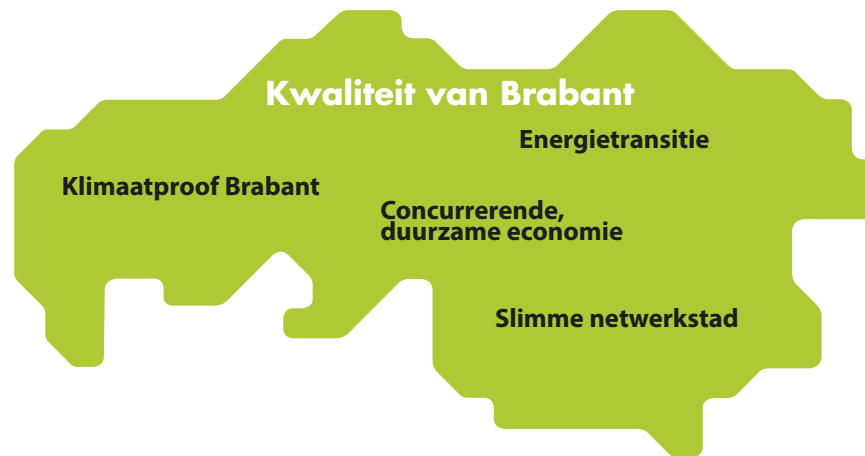 Kwaliteit van Brabant
Energietransitie
Klimaatproof Brabant
Concurrerende,
duurzame economie
Slimme netwerkstad